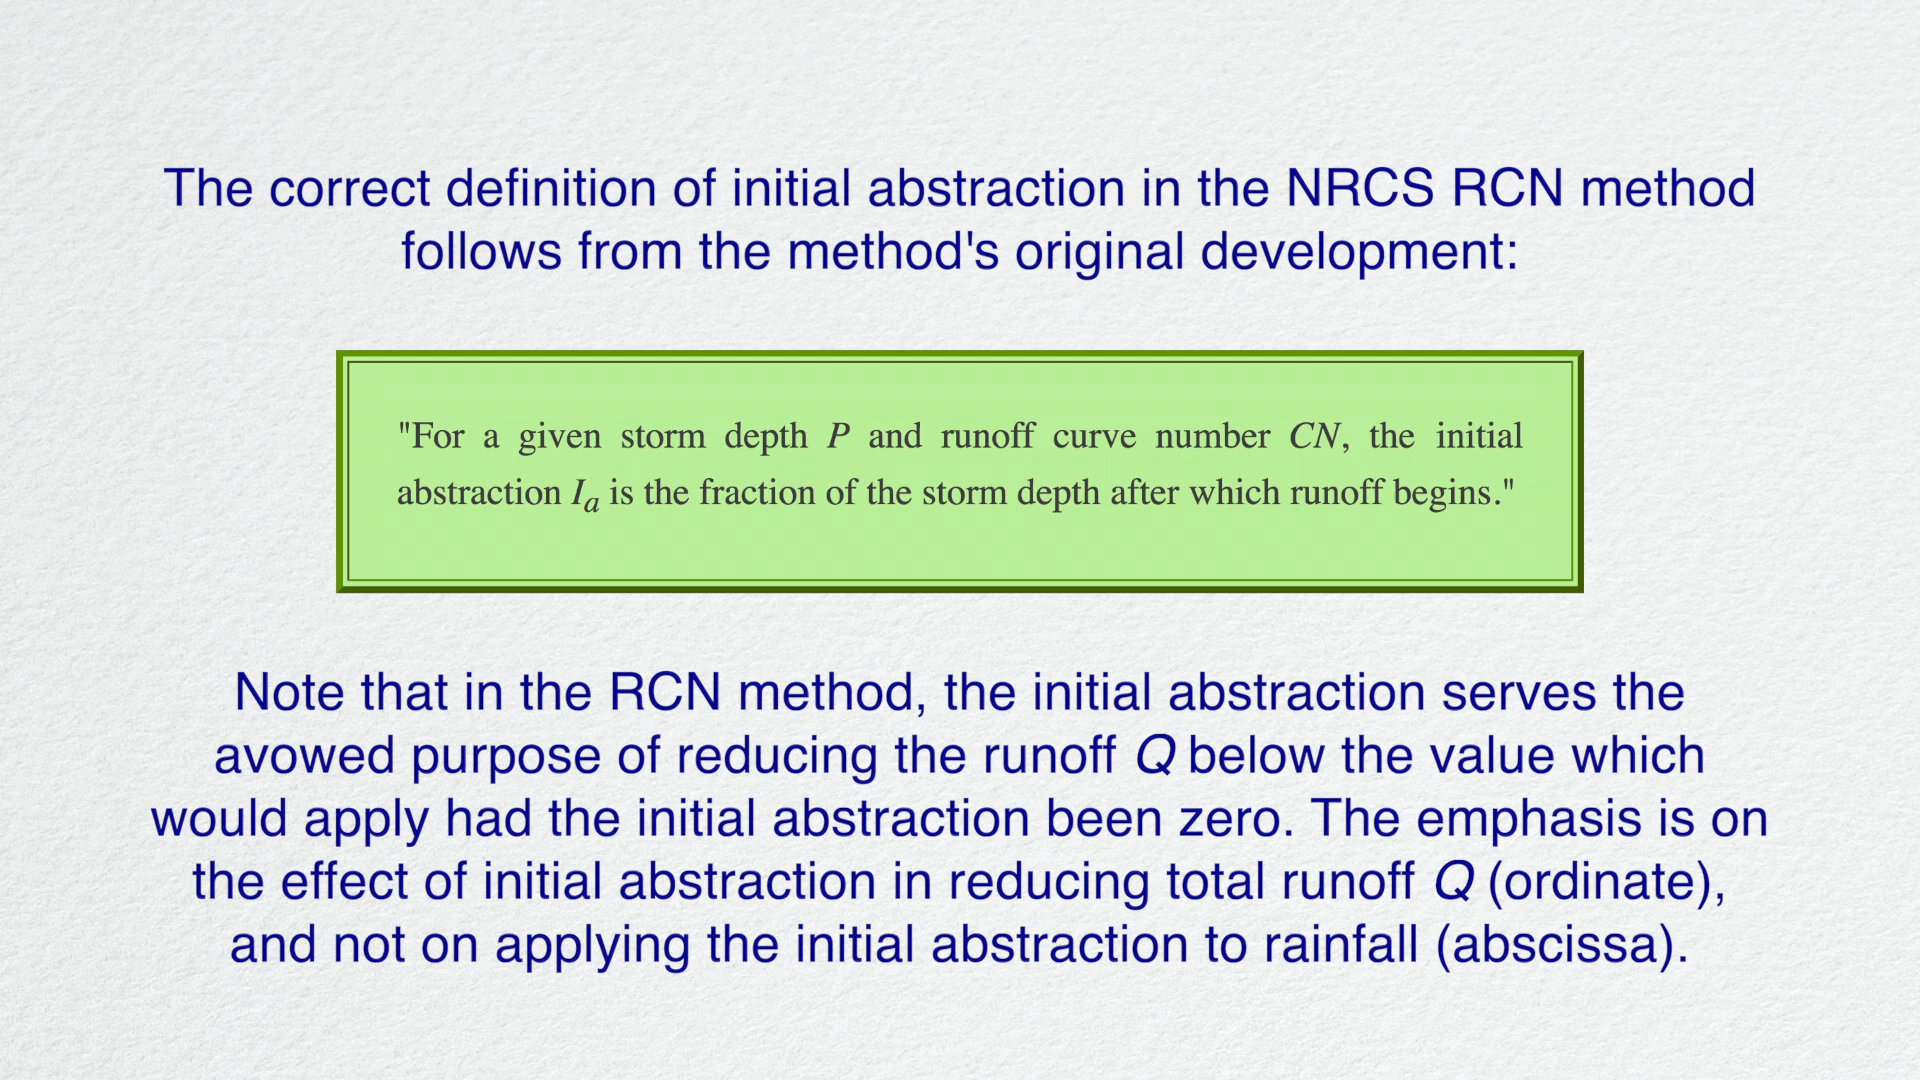 The correct definition of initial abstraction in the NRCS RCN method
follows from the method's original development:
"For a given storm depth P and runoff curve number CN, the initial
abstraction Ia is the fraction of the storm depth after which runoff begins."
Note that in the RCN method, the initial abstraction serves the
avowed purpose of reducing the runoff Q below the value which
would apply had the initial abstraction been zero. The emphasis is on
the effect of initial abstraction in reducing total runoff Q (ordinate),
and not on applying the initial abstraction to rainfall (abscissa).